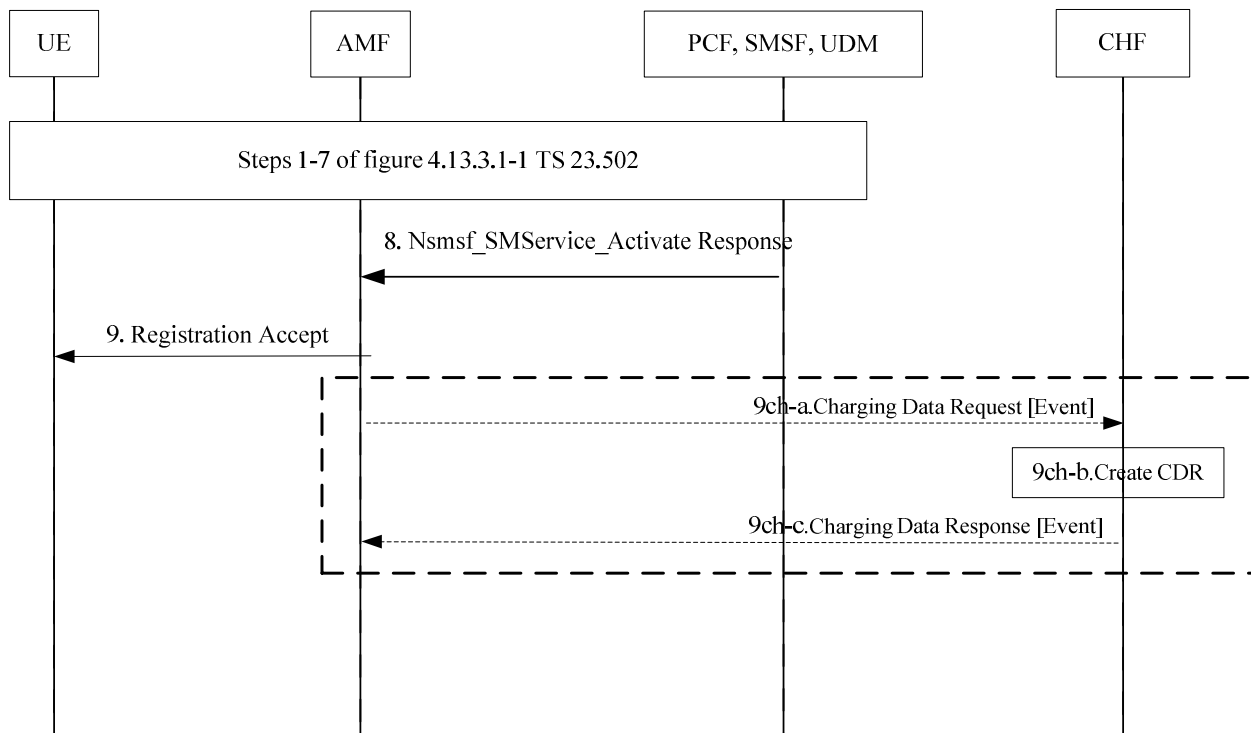 UE
AMF
PCF, SMSF, UDM
CHF
Steps 1-7 of figure 4.13.3.1-1 TS 23.502
8. Nsmsf_SMService_Activate Response
9. Registration Accept
9ch-a.Charging Data Request [Event]
9ch-b.Create CDR
9ch-c.Charging Data Response [Event]